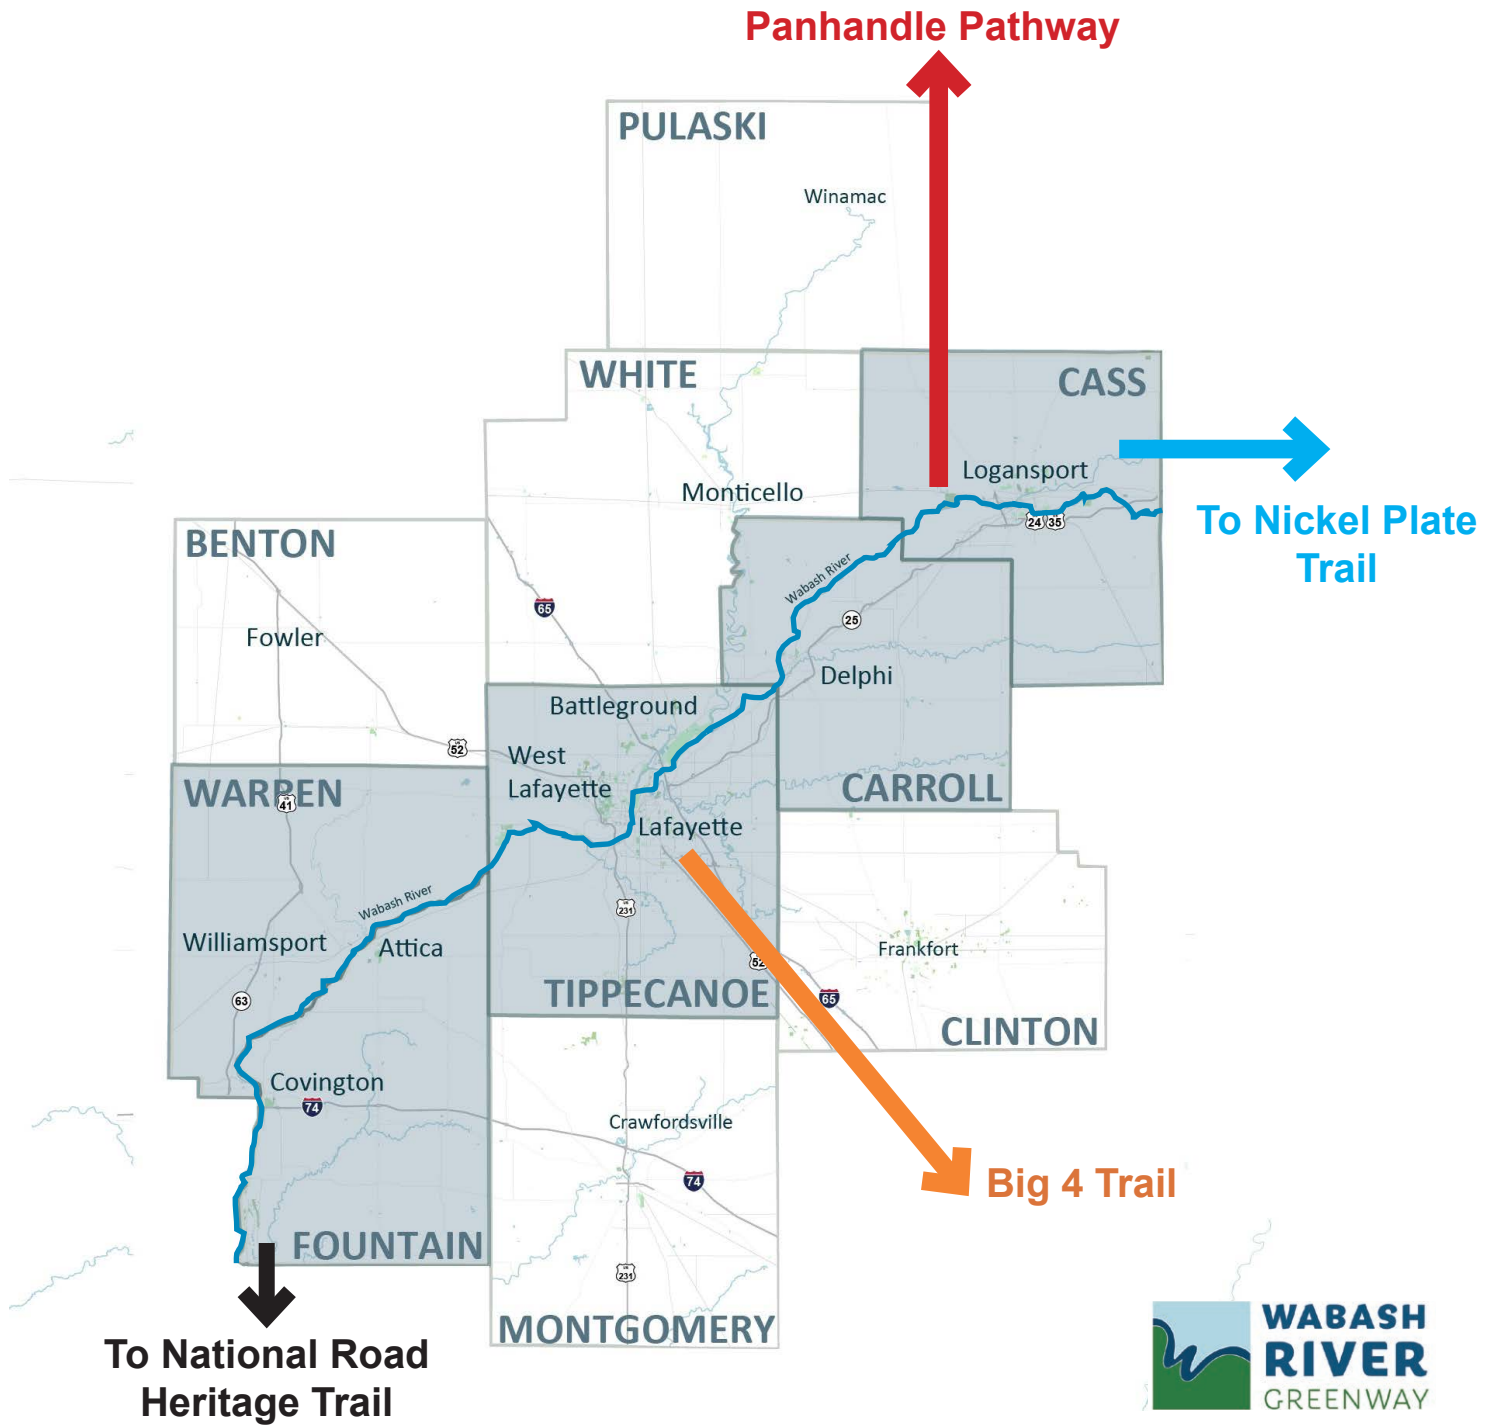 Panhandle Pathway
PULASKI
Winamac
WHITE
CASS
Logansport
Monticello
24 35
To Nickel Plate
Trail
BENTON
Wabash River
65
25
Fowler
Delphi
Battleground
52
West
Lafayette
WARREN
US
41
CARROLL
Lafayette
Wabash River
US
231
Williamsport
Attica
Frankfort
52
63
TIPPECANOE
65
CLINTON
Covington
74
Crawfordsville
74
Big 4 Trail
FOUNTAIN
US
231
MONTGOMERY
To National Road
Heritage Trail
WABASH
RIVER
GREENWAY